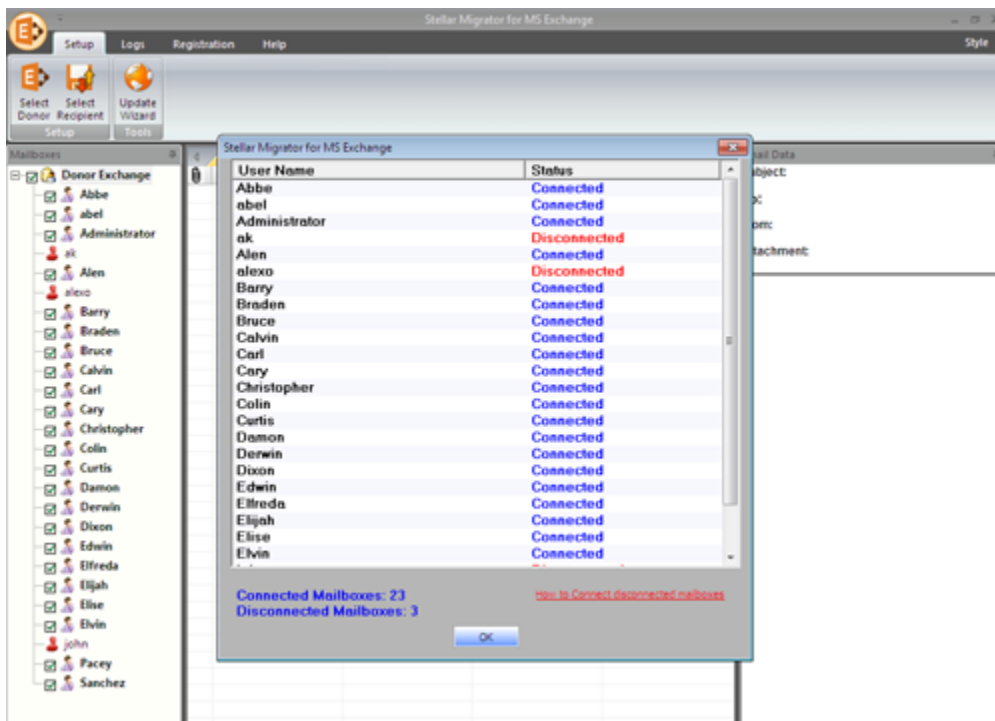 Stellar Migrator for MS Exchange
Setup Logs Registration Help Style
Select Donor
Select Recipient
Update Wizard
Setup Tools
Mailboxes
Donor Exchange
Abbe
abel
Administrator
ak
Alen
alexo
Barry
Braden
Bruce
Calvin
Carl
Cary
Christopher
Colin
Curtis
Damon
Derwin
Dixon
Edwin
Elfreda
Elijah
Elise
Elvin
john
Pacey
Sanchez
Stellar Migrator for MS Exchange
User Name Status
Abbe Connected
abel Connected
Administrator Connected
ak Disconnected
Alen Connected
alexo Disconnected
Barry Connected
Braden Connected
Bruce Connected
Calvin Connected
Carl Connected
Cary Connected
Christopher Connected
Colin Connected
Curtis Connected
Damon Connected
Derwin Connected
Dixon Connected
Edwin Connected
Elfreda Connected
Elijah Connected
Elise Connected
Elvin Connected
Connected Mailboxes: 23
Disconnected Mailboxes: 3
How to Connect disconnected mailboxes
OK
ail Data
bject:
o:
om:
tachment: